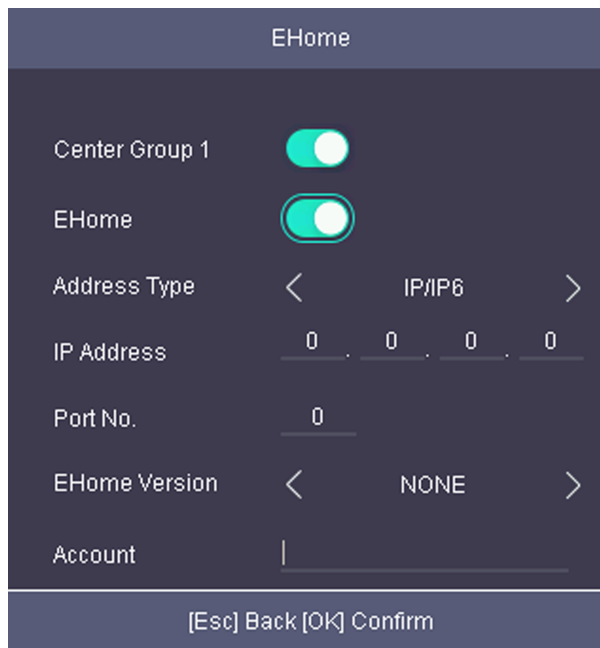 EHome
Center Group 1
EHome
Address Type < IP/IP6 >
IP Address 0 . 0 . 0 . 0
Port No. 0
EHome Version < NONE >
Account
[Esc] Back [OK] Confirm